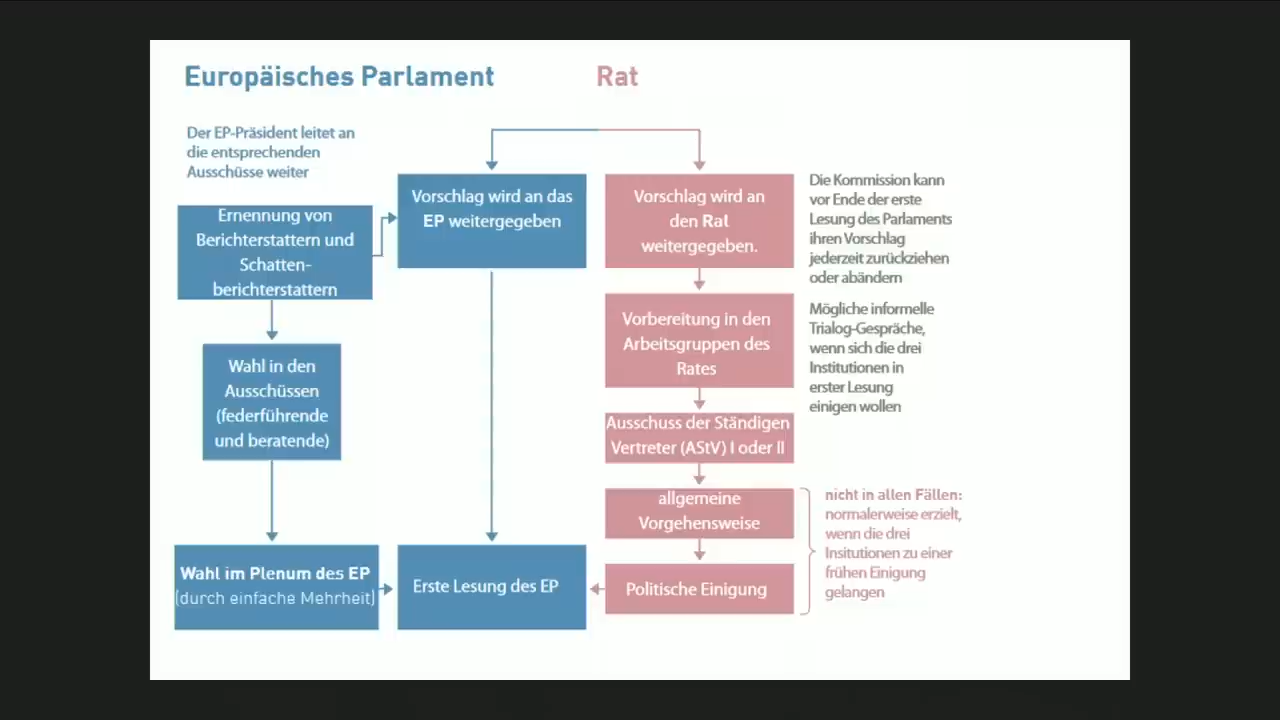 Europäisches Parlament
Rat
Der EP-Präsident leitet an
die entsprechenden
Ausschüsse weiter
Ernennung von
Berichterstattern und
Schatten-
berichterstattern
Wahl in den
Ausschüssen
(federführende
und beratende)
Wahl im Plenum des EP
(durch einfache Mehrheit)
Vorschlag wird an das
EP weitergegeben
Erste Lesung des EP
Vorschlag wird an
den Rat
weitergegeben.
Vorbereitung in den
Arbeitsgruppen des
Rates
Ausschuss der Ständigen
Vertreter (AStV) I oder II
allgemeine
Vorgehensweise
Politische Einigung
Die Kommission kann
vor Ende der erste
Lesung des Parlaments
ihren Vorschlag
jederzeit zurückziehen
oder abändern
Mögliche informelle
Trialog-Gespräche,
wenn sich die drei
Institutionen in
erster Lesung
einigen wollen
nicht in allen Fällen:
normalerweise erzielt,
wenn die drei
Insitutionen zu einer
frühen Einigung
gelangen